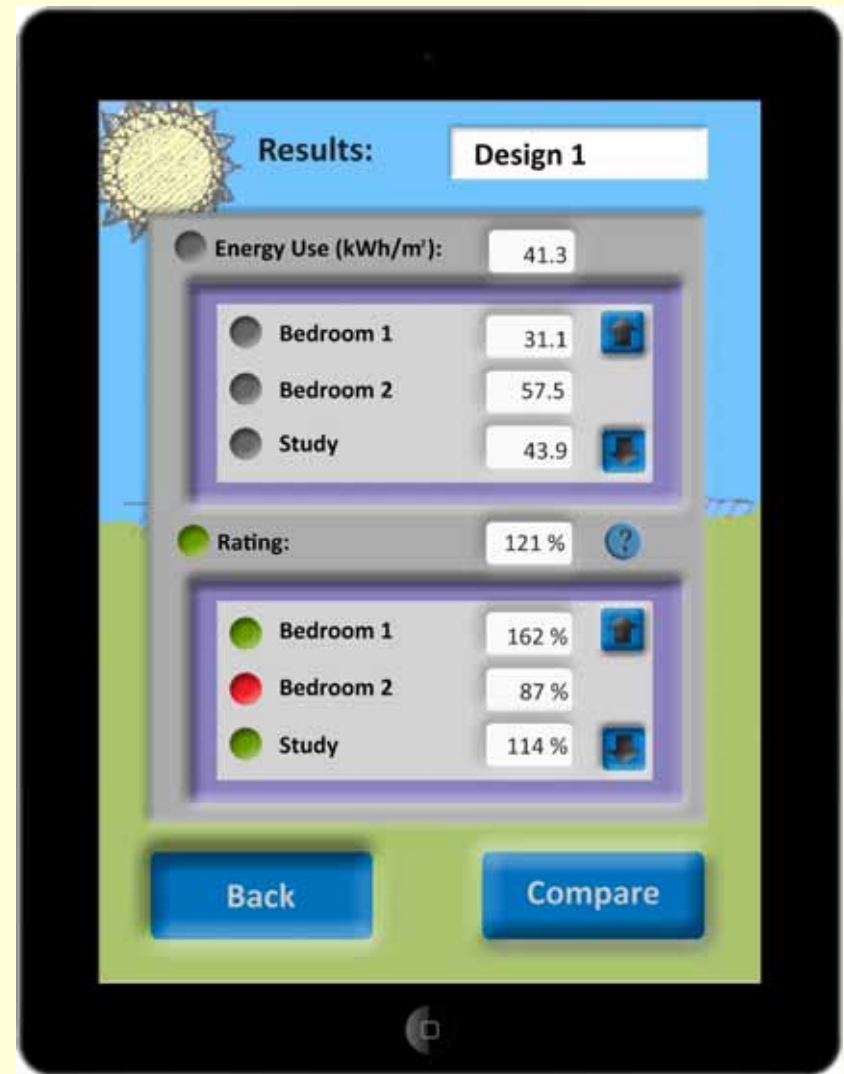 Results: Design 1
Energy Use (kWh/m²): 41.3
Bedroom 1 31.1
Bedroom 2 57.5
Study 43.9
Rating: 121 % ?
Bedroom 1 162 %
Bedroom 2 87 %
Study 114 %
Back Compare